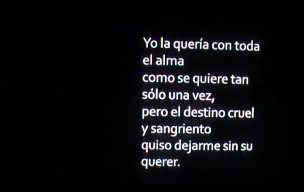 Yo la quería con toda
el alma
como se quiere tan
sólo una vez,
pero el destino cruel
y sangriento
quiso dejarme sin su
querer.